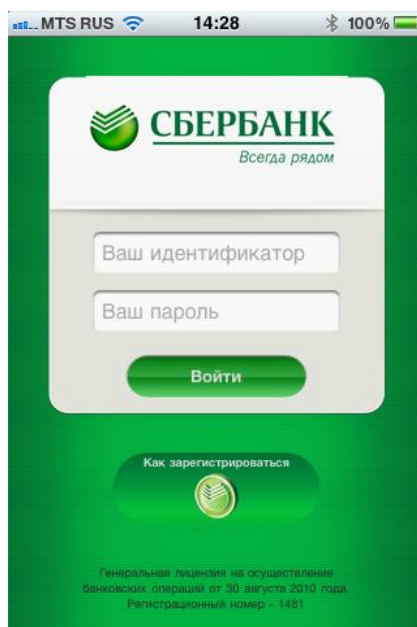 MTS RUS 14:28 100%
СБЕРБАНК
Всегда рядом
Ваш идентификатор
Ваш пароль
Войти
Как зарегистрироваться
Генеральная лицензия на осуществление
банковских операций от 30 августа 2010 года.
Регистрационный номер - 1481